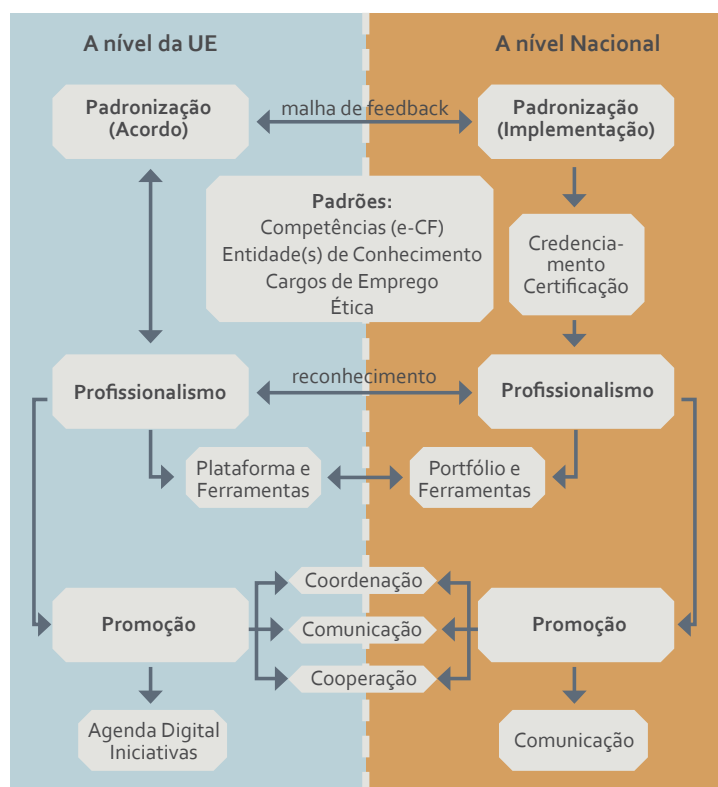 A nível da UE
A nível Nacional
Padronização
(Acordo)
malha de feedback
Padronização
(Implementação)
Padrões:
Competências (e-CF)
Entidade(s) de Conhecimento
Cargos de Emprego
Ética
Credencia-
mento
Certificação
Profissionalismo
reconhecimento
Profissionalismo
Plataforma e
Ferramentas
Portfólio e
Ferramentas
Coordenação
Promoção
Comunicação
Promoção
Cooperação
Agenda Digital
Iniciativas
Comunicação